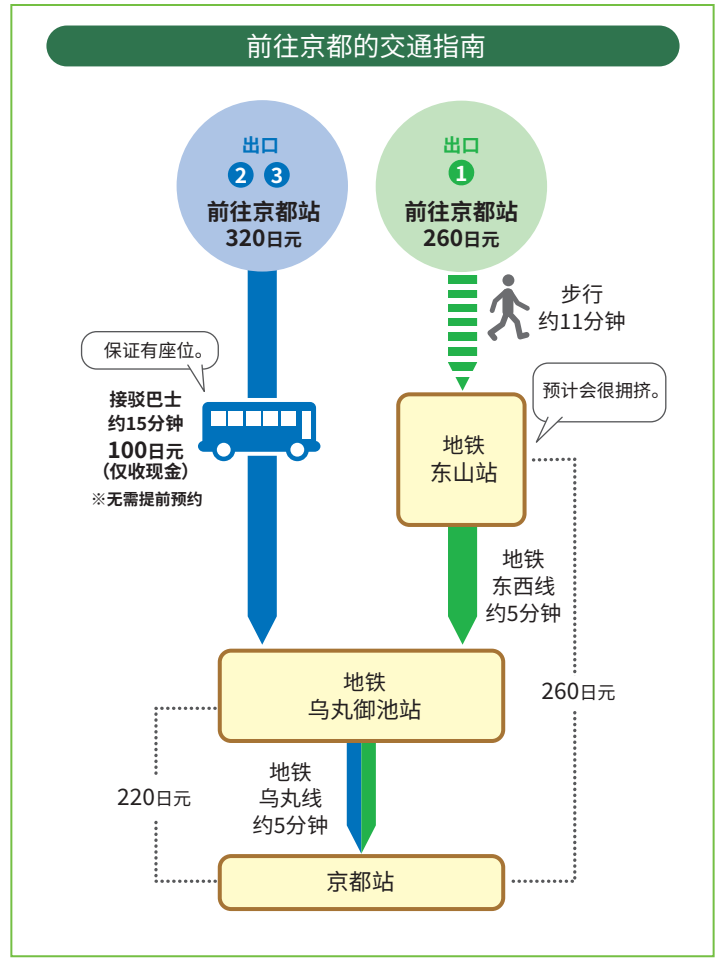 前往京都的交通指南
出口
2 3
前往京都站
320日元
出口
1
前往京都站
260日元
步行
约11分钟
保证有座位。
接驳巴士
约15分钟
100日元
（仅收现金）
※无需提前预约
预计会很拥挤。
地铁
东山站
地铁
东西线
约5分钟
地铁
乌丸御池站
260日元
220日元
地铁
乌丸线
约5分钟
京都站